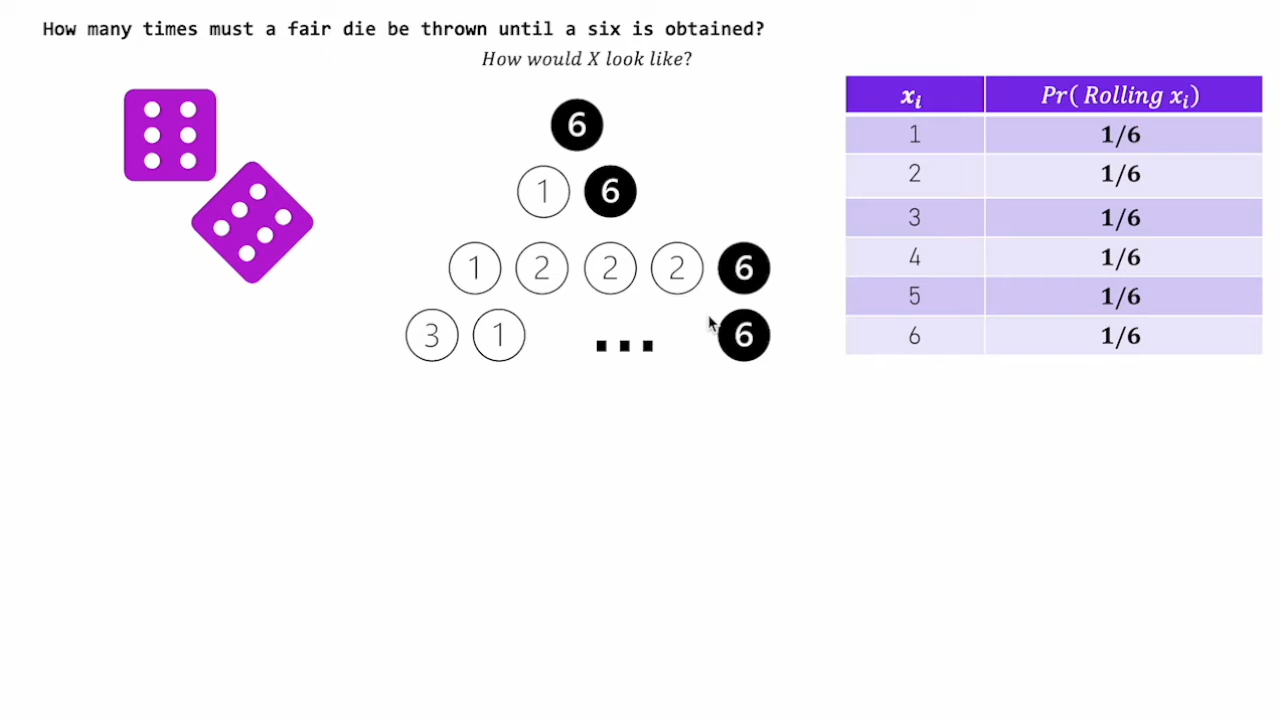 How many times must a fair die be thrown until a six is obtained?
How would X look like?
6
1 6
1 2 2 2 6
3 1 ... 6
xᵢ Pr( Rolling xᵢ)
1 1/6
2 1/6
3 1/6
4 1/6
5 1/6
6 1/6